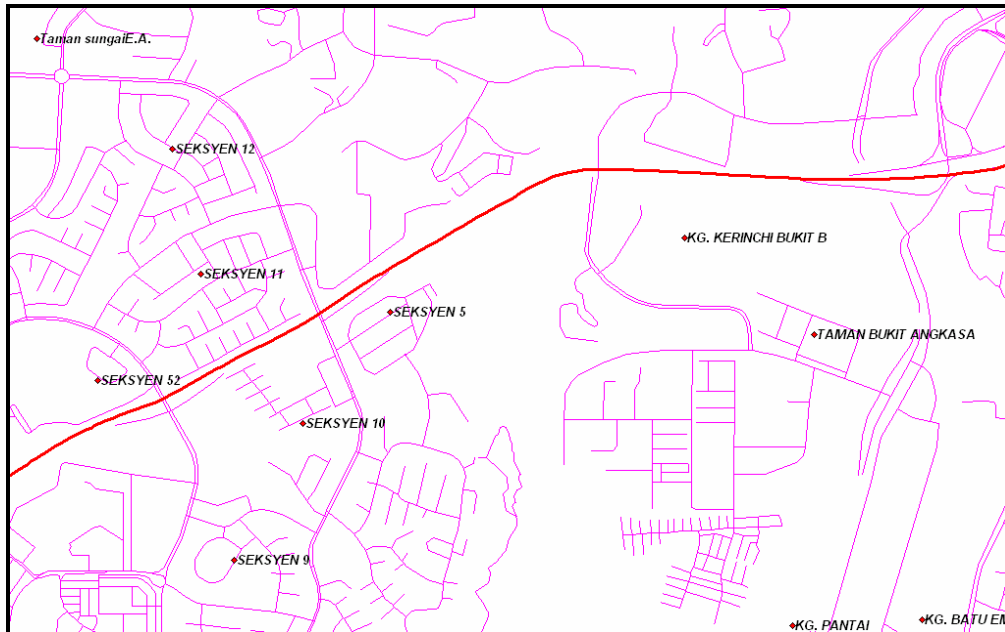 Taman sungaiE.A.
SEKSYEN 12
KG. KERINCHI BUKIT B
SEKSYEN 11
SEKSYEN 5
TAMAN BUKIT ANGKASA
SEKSYEN 52
SEKSYEN 10
SEKSYEN 9
KG. PANTAI
KG. BATU